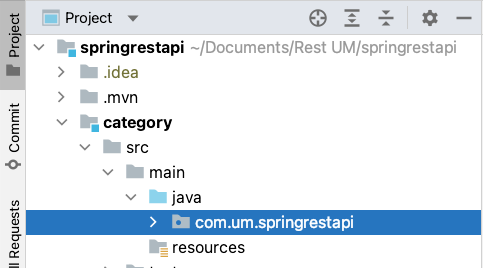 Project
springrestapi ~/Documents/Rest UM/springrestapi
.idea
.mvn
category
src
main
java
com.um.springrestapi
resources
Project
Commit
Requests